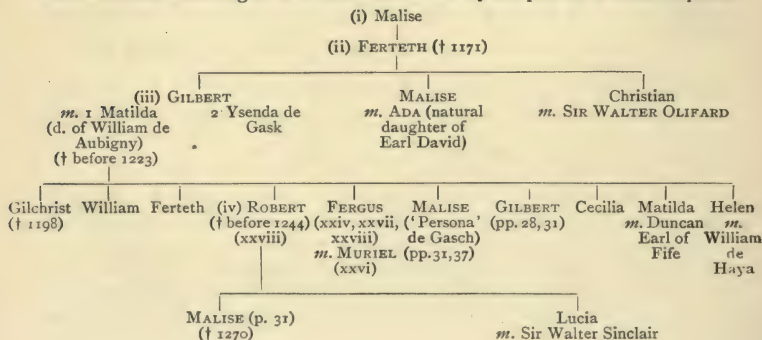 (i) Malise
(ii) FERTETH († 1171)
(iii) GILBERT MALISE Christian
m. 1 Matilda 2 Ysenda de m. ADA (natural m. SIR WALTER OLIFARD
(d. of William de Gask daughter of
Aubigny) Earl David)
(† before 1223)
Gilchrist William Ferteth (iv) ROBERT FERGUS MALISE GILBERT Cecilia Matilda Helen
(† 1198) († before 1244) (xxiv, xxvii, ('Persona' (pp. 28, 31) m. Duncan m.
(xxviii) xxviii) de Gasch) Earl of William
m. MURIEL (pp. 31, 37) Fife de
(xxvi) Haya
MALISE (p. 31) Lucia
(† 1270) m. Sir Walter Sinclair